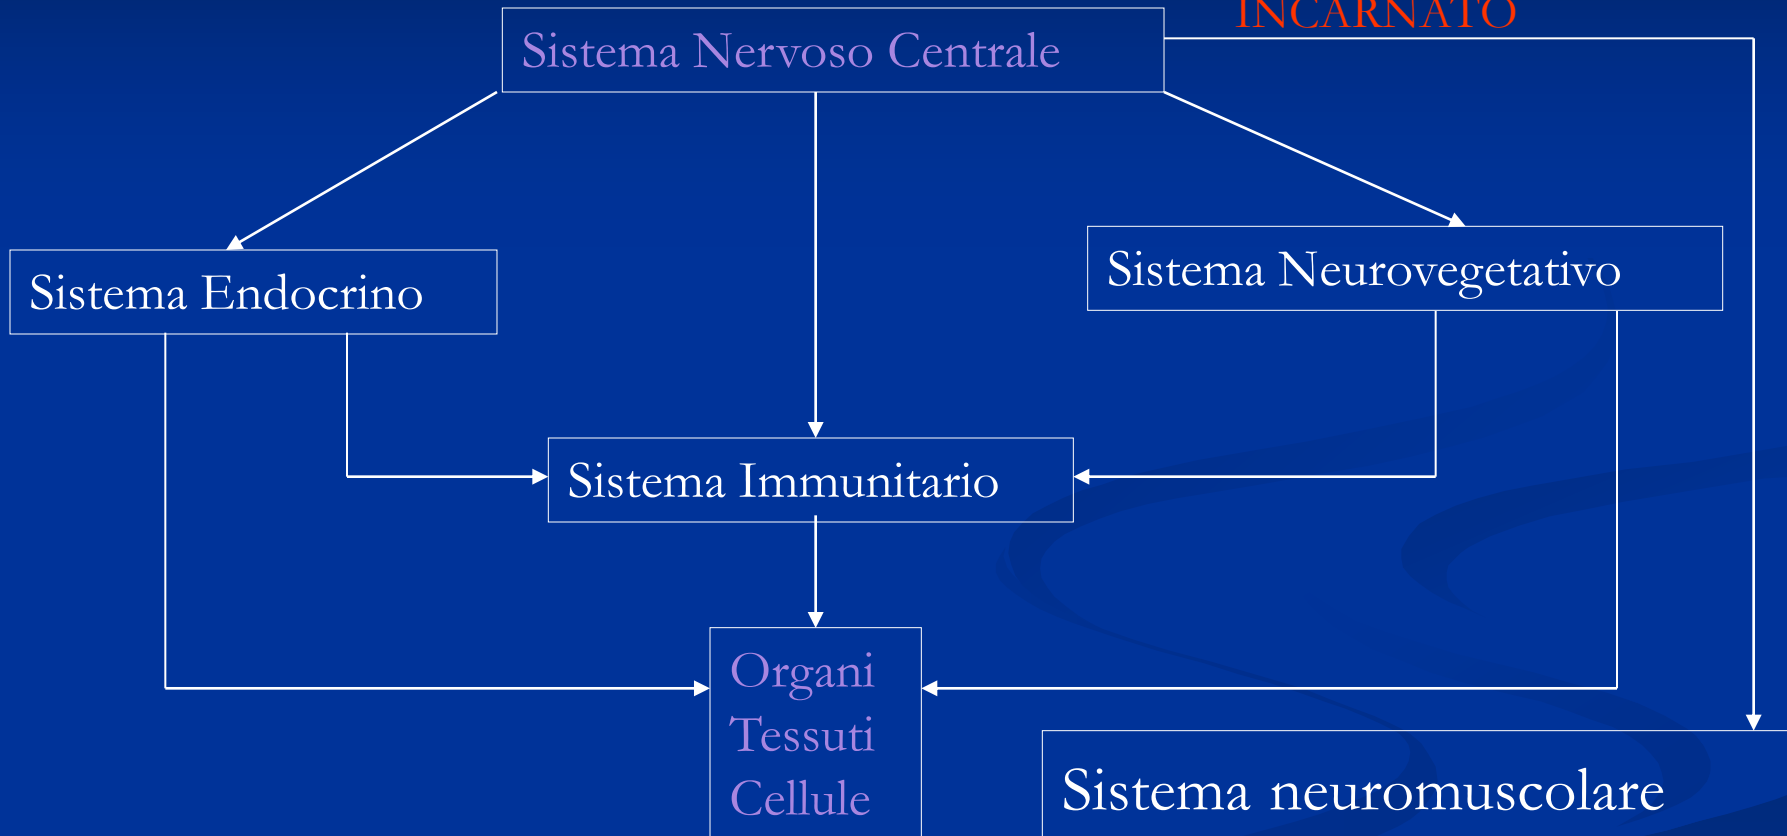 INCARNATO
Sistema Nervoso Centrale
Sistema Neurovegetativo
Sistema Endocrino
Sistema Immunitario
Organi
Tessuti
Cellule
Sistema neuromuscolare